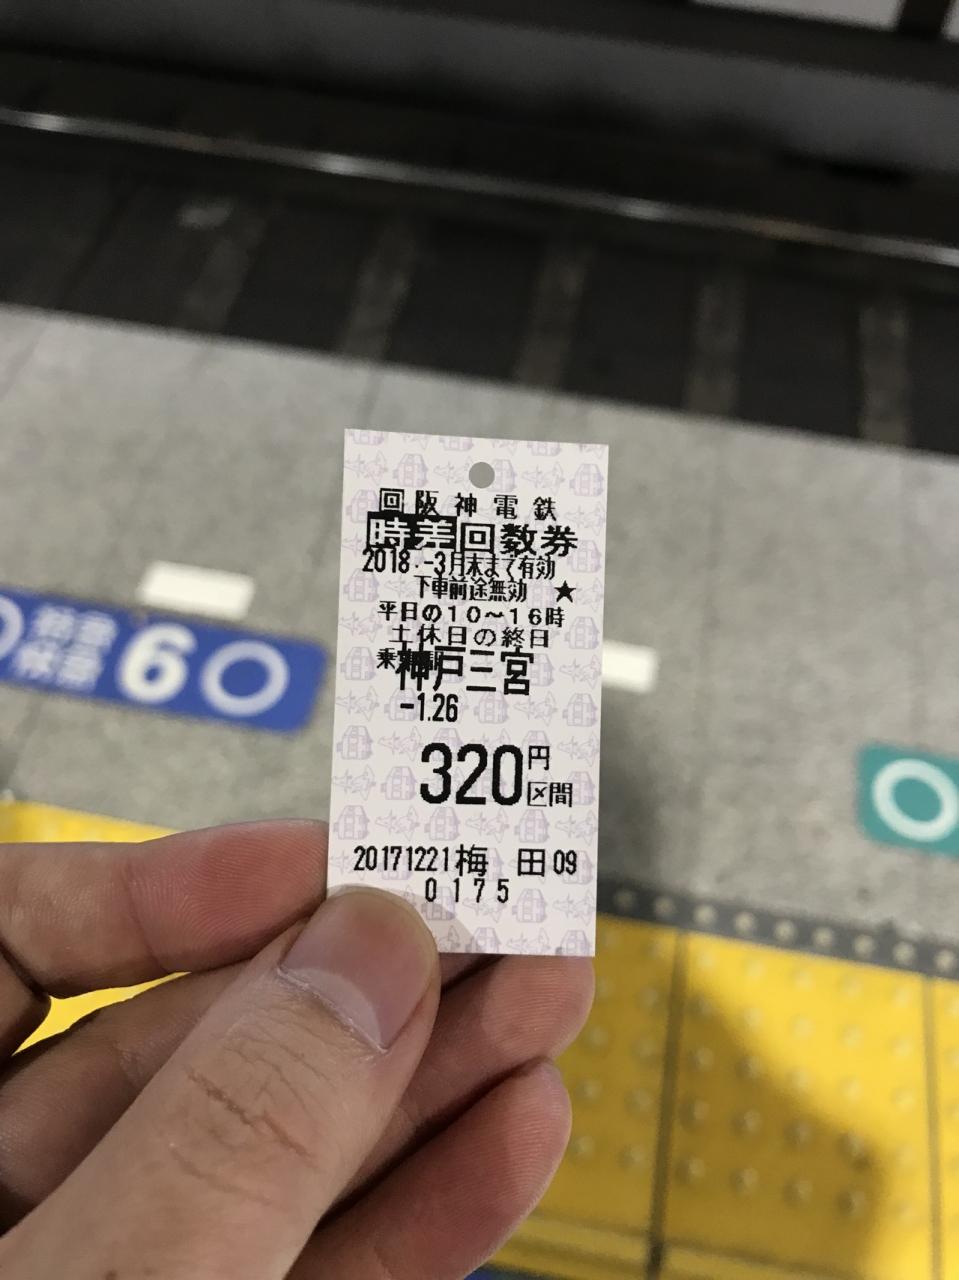 回 阪 神 電 鉄
時差回数券
2018.-3月末まで有効
下車前途無効 ★
平日の10～16時
土休日の終日
神戸三宮
-1.26
320円区間
20171221梅 田09
0175
6